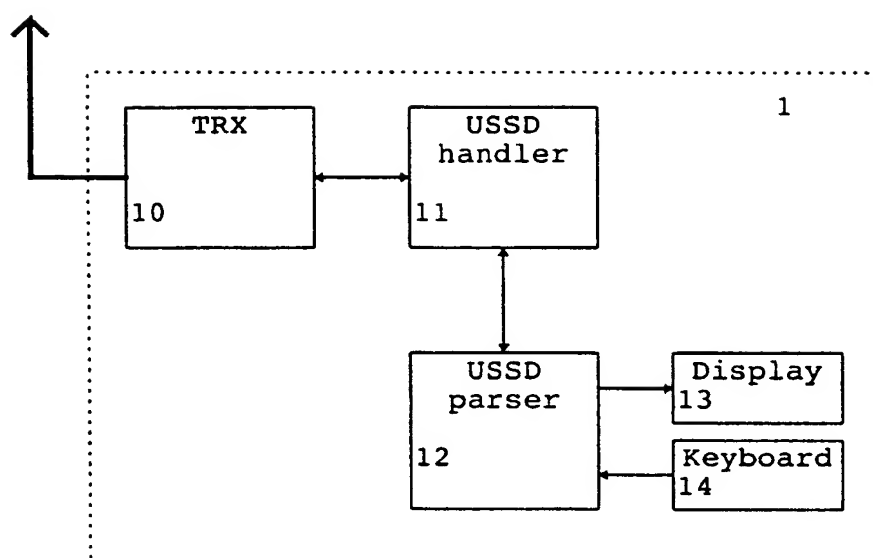 1
TRX
10
USSD
handler
11
USSD
parser
12
Display
13
Keyboard
14